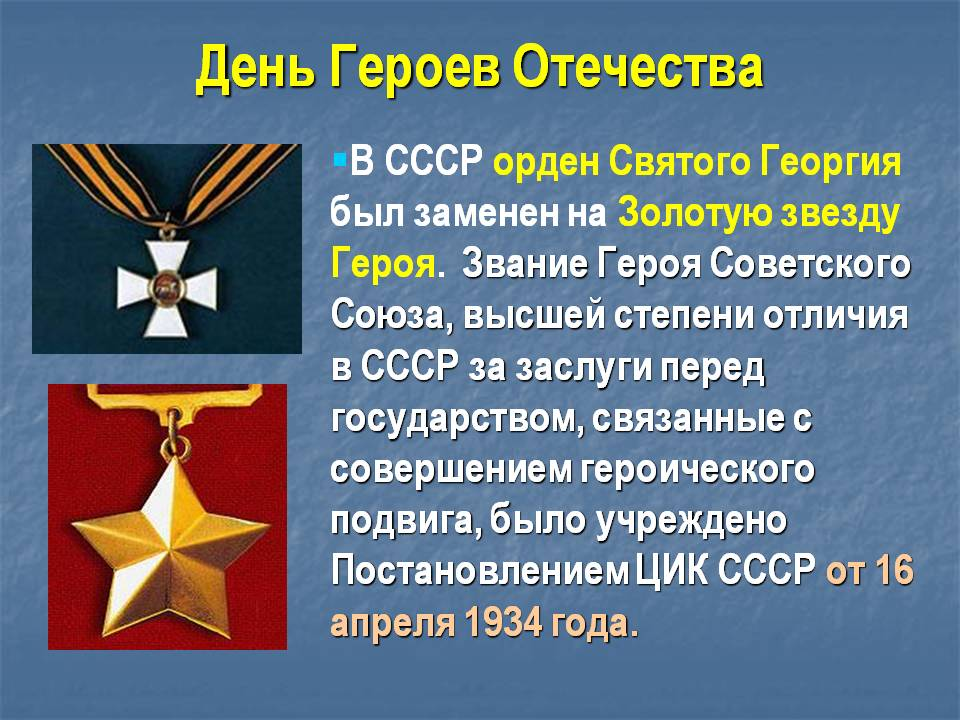 День Героев Отечества
▪В СССР орден Святого Георгия
был заменен на Золотую звезду
Героя. Звание Героя Советского
Союза, высшей степени отличия
в СССР за заслуги перед
государством, связанные с
совершением героического
подвига, было учреждено
Постановлением ЦИК СССР от 16
апреля 1934 года.